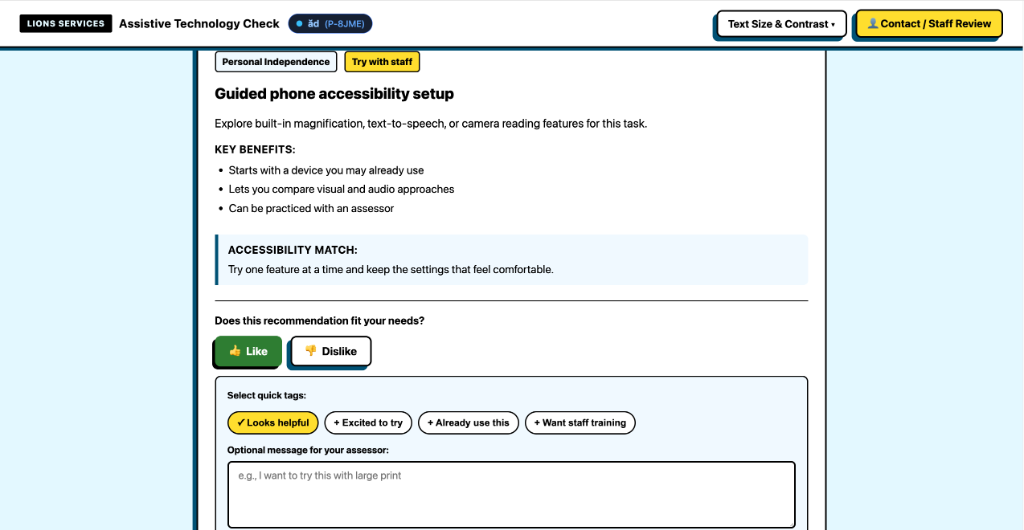 LIONS SERVICES Assistive Technology Check ãd (P-8JME) Text Size & Contrast ▾ 👤 Contact / Staff Review
Personal Independence Try with staff
Guided phone accessibility setup
Explore built-in magnification, text-to-speech, or camera reading features for this task.
KEY BENEFITS:
• Starts with a device you may already use
• Lets you compare visual and audio approaches
• Can be practiced with an assessor
ACCESSIBILITY MATCH:
Try one feature at a time and keep the settings that feel comfortable.
Does this recommendation fit your needs?
👍 Like 👎 Dislike
Select quick tags:
✓ Looks helpful + Excited to try + Already use this + Want staff training
Optional message for your assessor:
e.g., I want to try this with large print